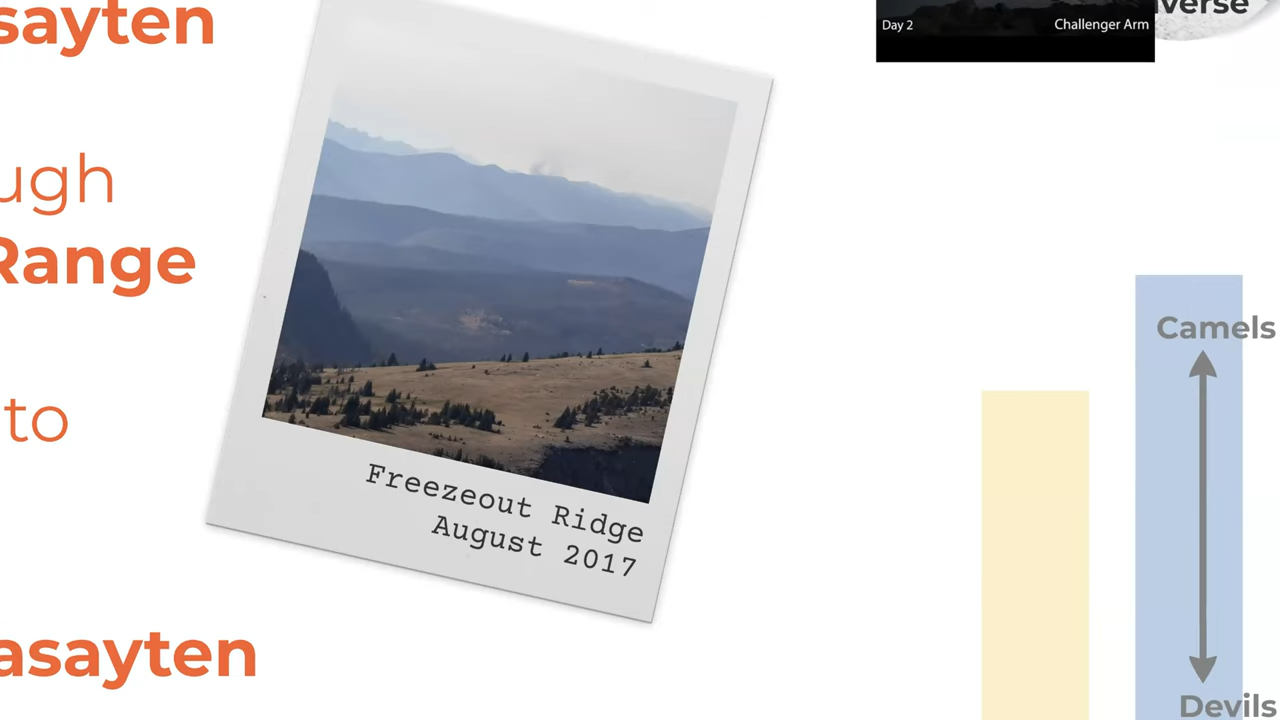 sayten
ugh
Range
to
asayten
Freezeout Ridge
August 2017
Day 2
Challenger Arm
verse
Camels
Devils